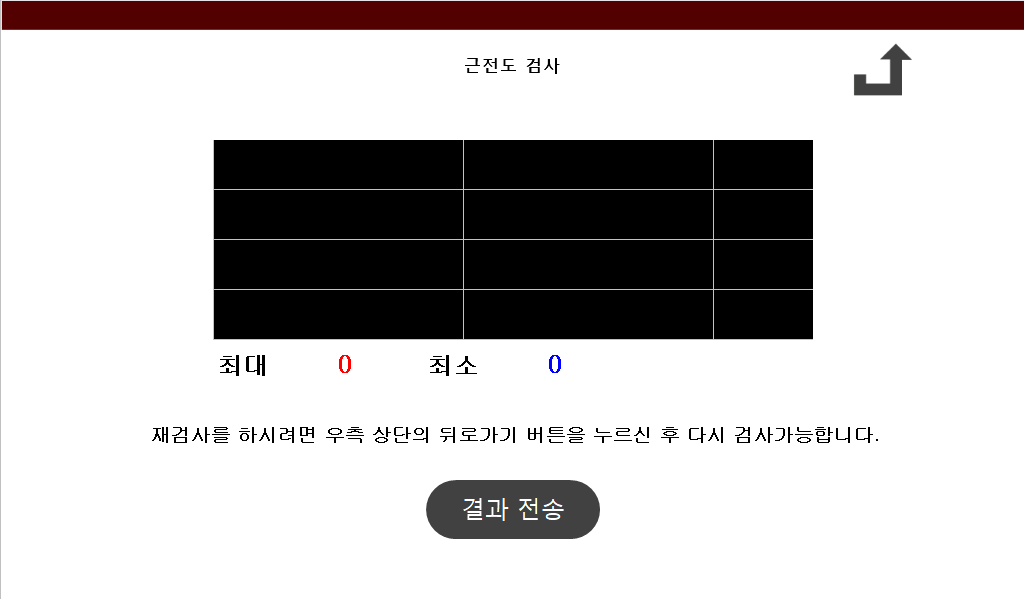 근전도 검사
최대 0 최소 0
재검사를 하시려면 우측 상단의 뒤로가기 버튼을 누르신 후 다시 검사가능합니다.
결과 전송